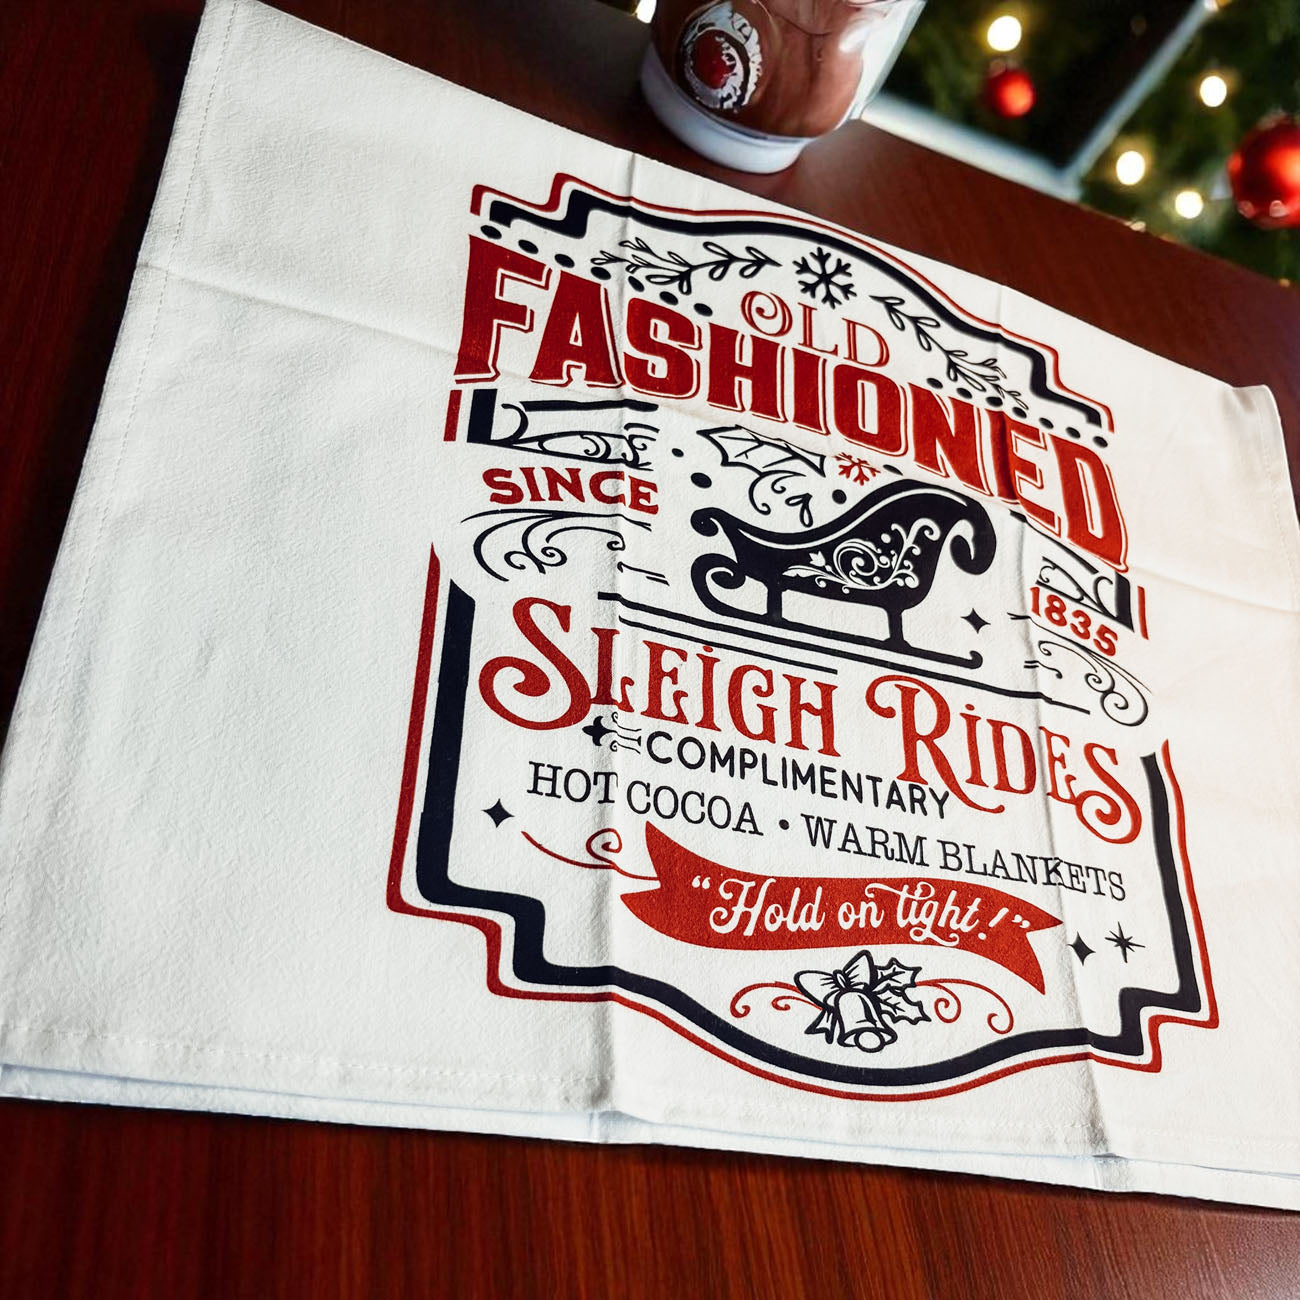 OLD
FASHIONED
SINCE 1835
SLEIGH RIDES
COMPLIMENTARY
HOT COCOA • WARM BLANKETS
“Hold on tight!”